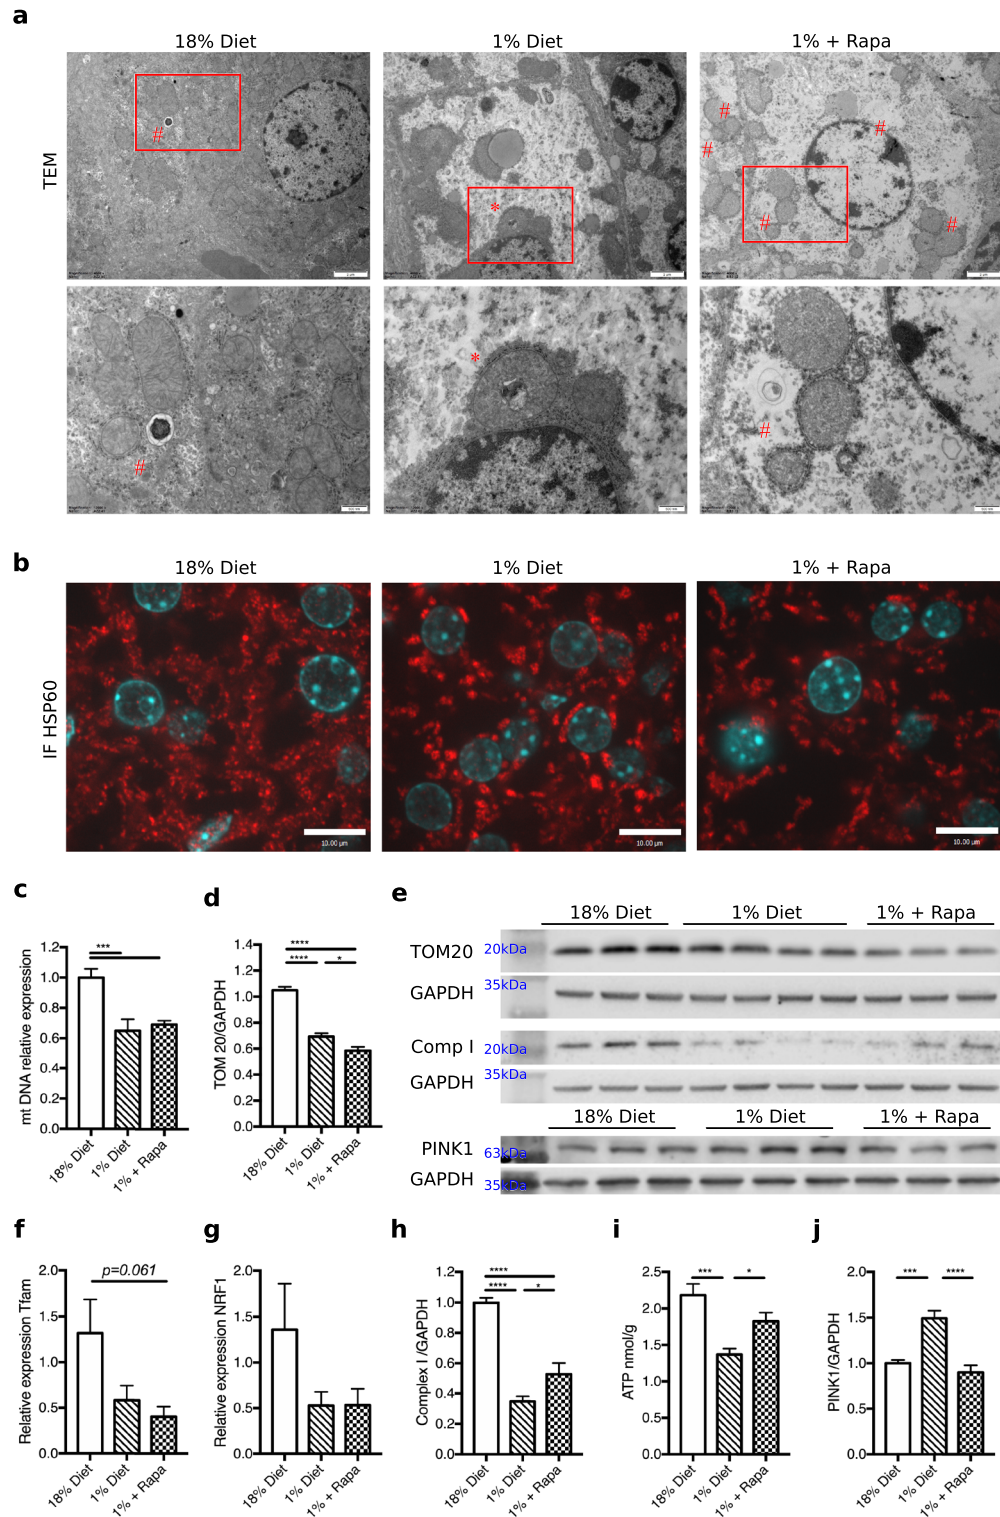 a
18% Diet 1% Diet 1% + Rapa
TEM
#
*
# # # # #
#
*
#
b
18% Diet 1% Diet 1% + Rapa
IF HSP60
10.00 µm 10.00 µm 10.00 µm
c
mt DNA relative expression
1.2
1.0
0.8
0.6
0.4
0.2
0.0
***
18% Diet
1% Diet
1% + Rapa
d
TOM 20/GAPDH
1.4
1.2
1.0
0.8
0.6
0.4
0.2
0.0
****
**** *
18% Diet
1% Diet
1% + Rapa
e
18% Diet 1% Diet 1% + Rapa
TOM20 20kDa
GAPDH 35kDa
Comp I 20kDa
GAPDH 35kDa
18% Diet 1% Diet 1% + Rapa
PINK1 63kDa
GAPDH 35kDa
f
Relative expression Tfam
2.0
1.5
1.0
0.5
0.0
p=0.061
18% Diet
1% Diet
1% + Rapa
g
Relative expression NRF1
2.0
1.5
1.0
0.5
0.0
18% Diet
1% Diet
1% + Rapa
h
Complex I /GAPDH
1.2
1.0
0.8
0.6
0.4
0.2
0.0
****
**** *
18% Diet
1% Diet
1% + Rapa
i
ATP nmol/g
2.5
2.0
1.5
1.0
0.5
0.0
*** *
18% Diet
1% Diet
1% + Rapa
j
PINK1/GAPDH
2.0
1.5
1.0
0.5
0.0
*** ****
18% Diet
1% Diet
1% + Rapa